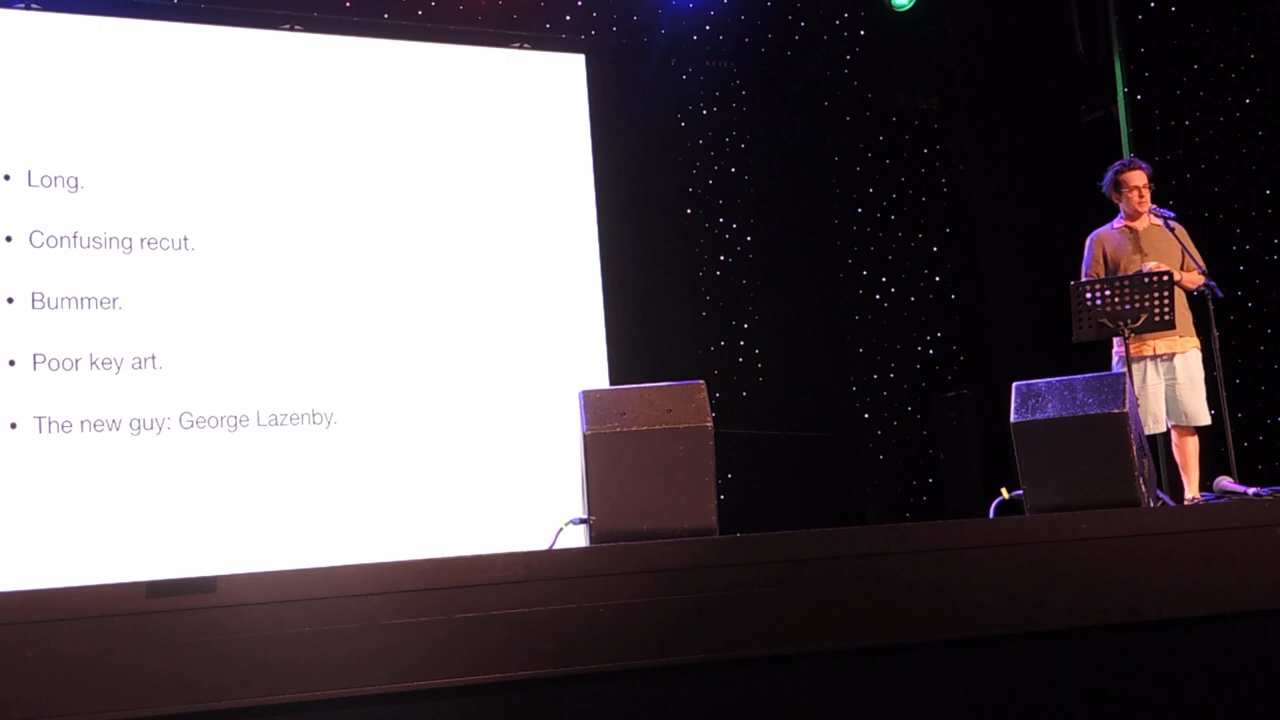 • Long.
• Confusing recut.
• Bummer.
• Poor key art.
• The new guy: George Lazenby.